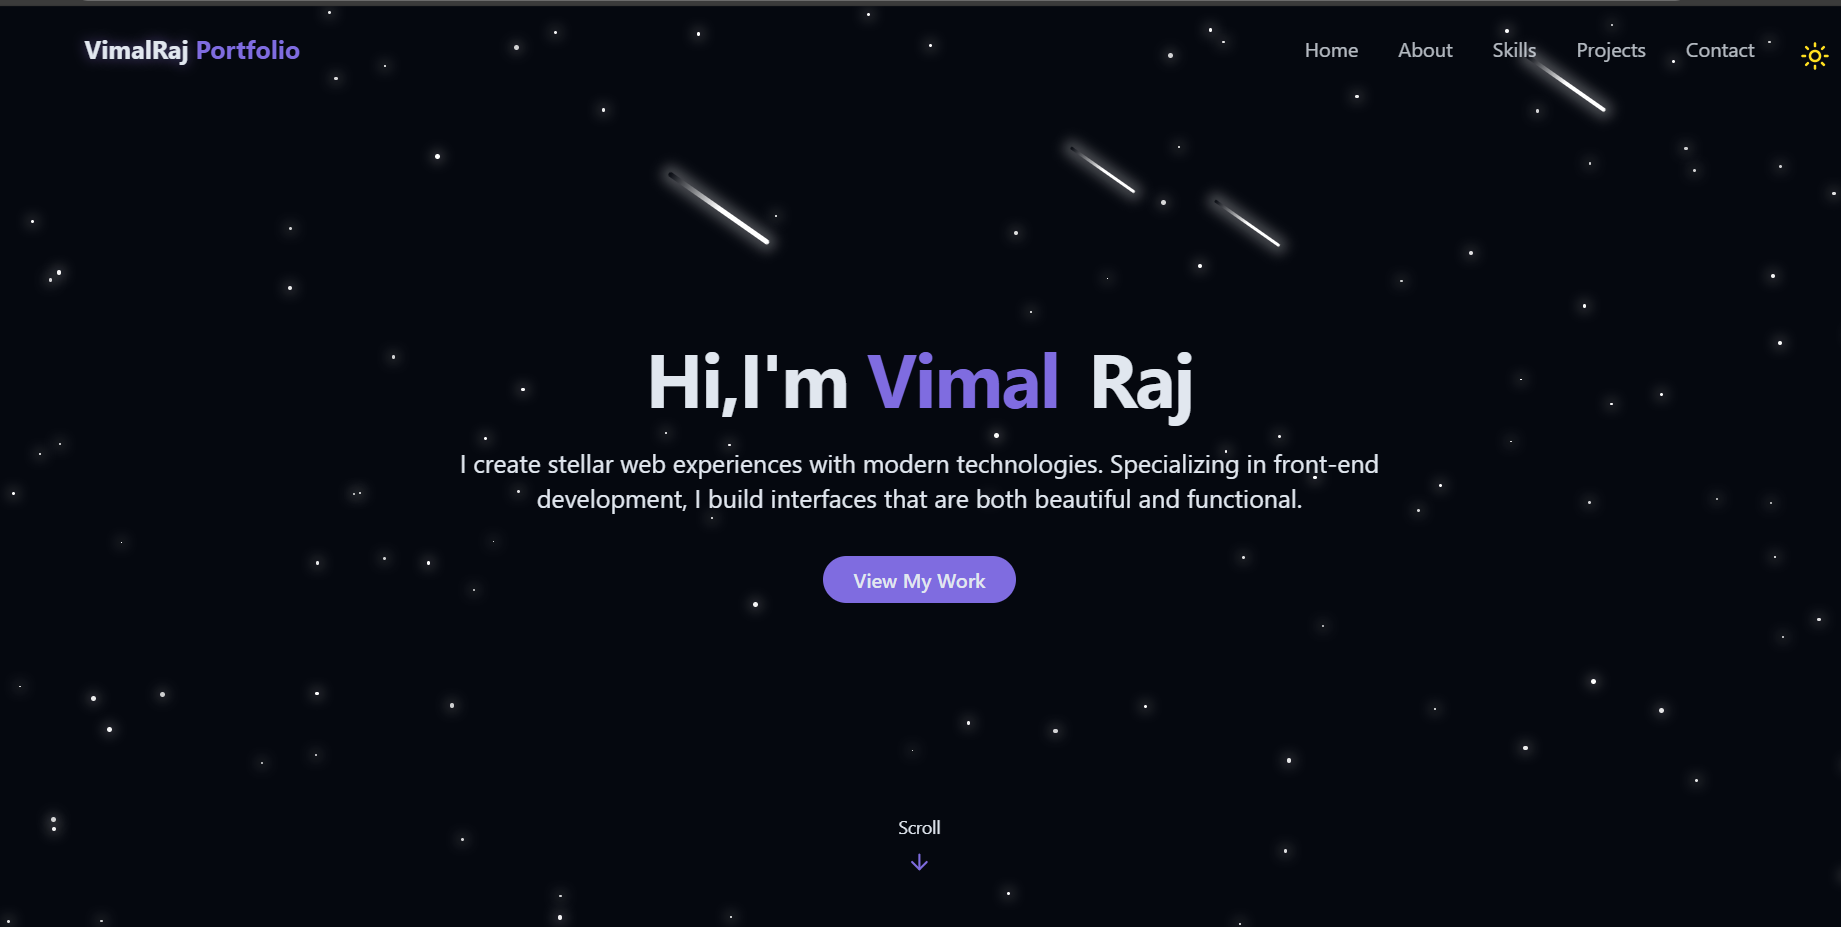 VimalRaj Portfolio
Home About Skills Projects Contact
Hi,I'm Vimal Raj
I create stellar web experiences with modern technologies. Specializing in front-end
development, I build interfaces that are both beautiful and functional.
View My Work
Scroll